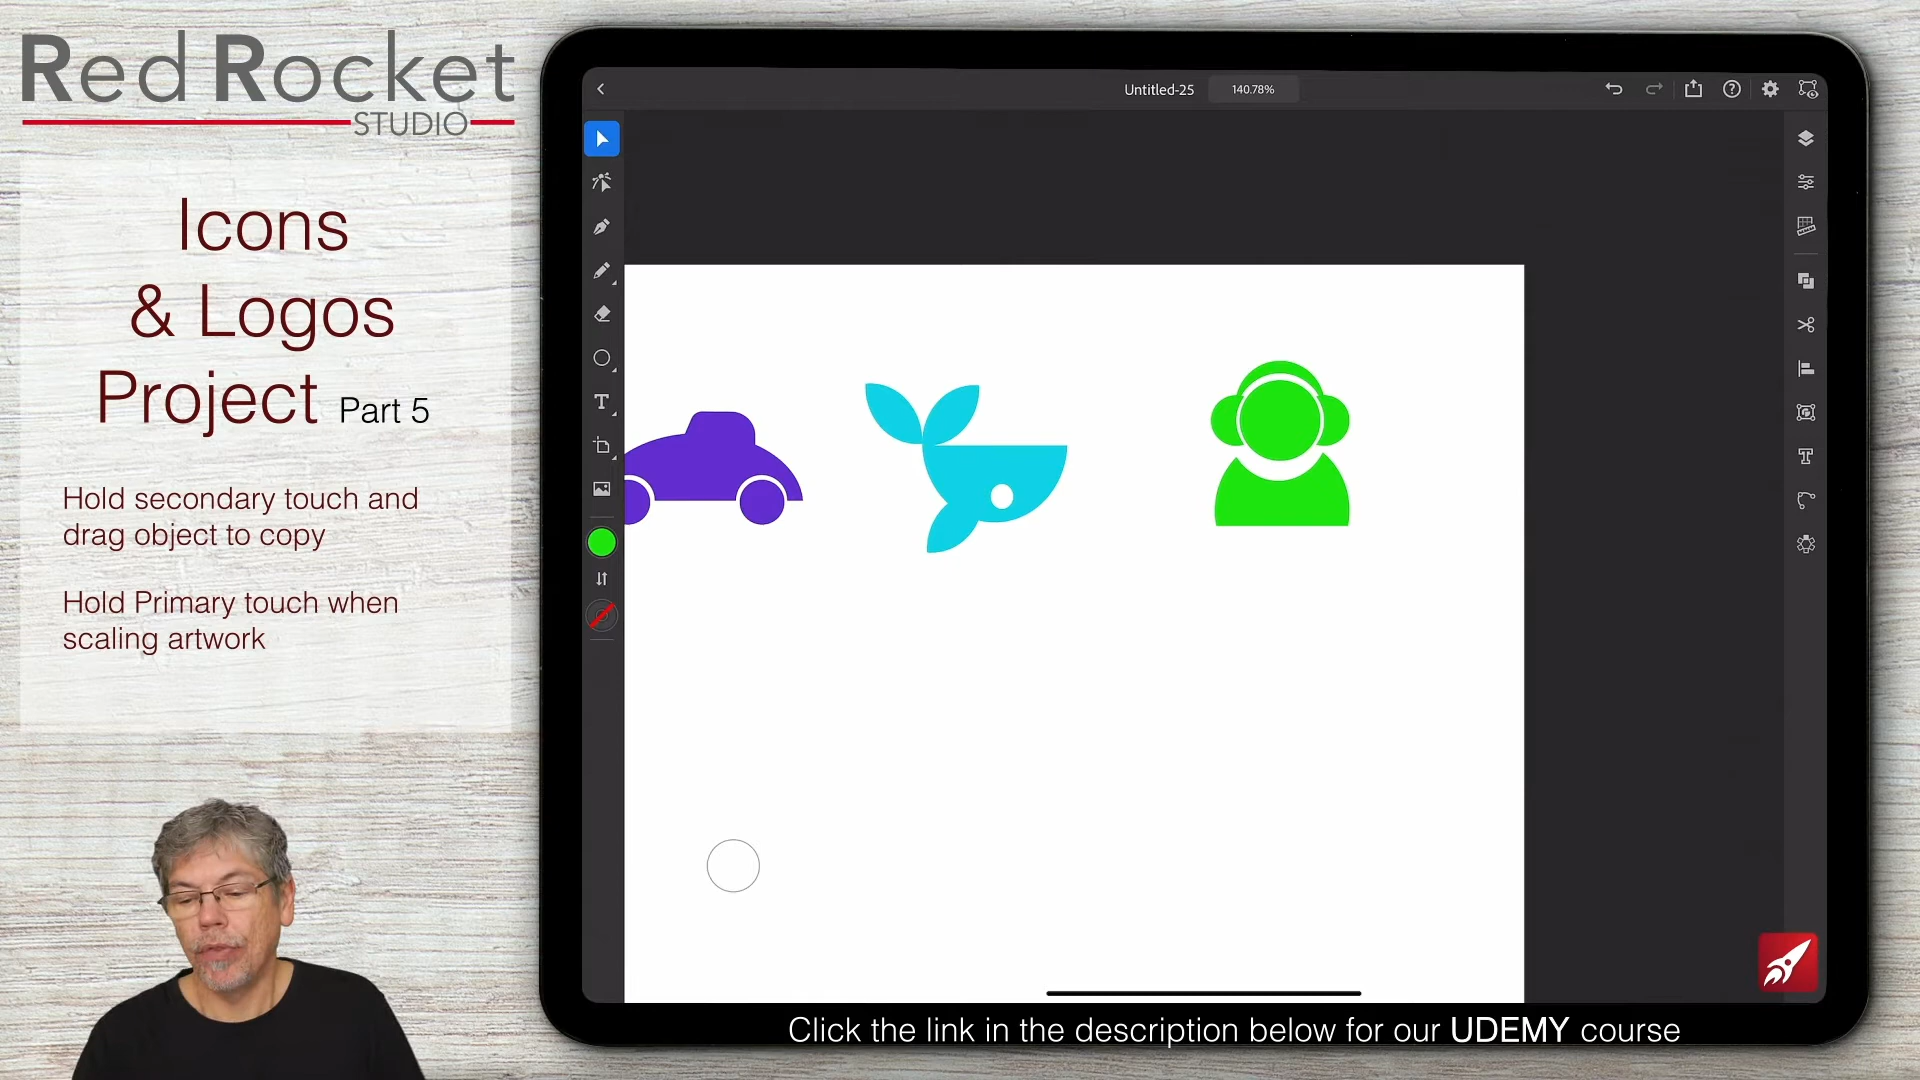 Red Rocket
STUDIO
Icons
& Logos
Project Part 5
Hold secondary touch and
drag object to copy
Hold Primary touch when
scaling artwork
Untitled-25
140.78%
Click the link in the description below for our UDEMY course